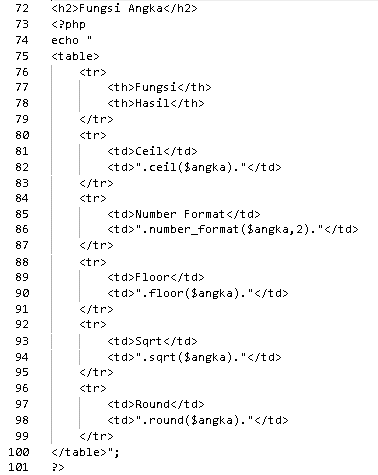 72 <h2>Fungsi Angka</h2>
73 <?php
74 echo "
75 <table>
76 <tr>
77 <th>Fungsi</th>
78 <th>Hasil</th>
79 </tr>
80 <tr>
81 <td>Ceil</td>
82 <td>".ceil($angka)."</td>
83 </tr>
84 <tr>
85 <td>Number Format</td>
86 <td>".number_format($angka,2)."</td>
87 </tr>
88 <tr>
89 <td>Floor</td>
90 <td>".floor($angka)."</td>
91 </tr>
92 <tr>
93 <td>Sqrt</td>
94 <td>".sqrt($angka)."</td>
95 </tr>
96 <tr>
97 <td>Round</td>
98 <td>".round($angka)."</td>
99 </tr>
100 </table>";
101 ?>